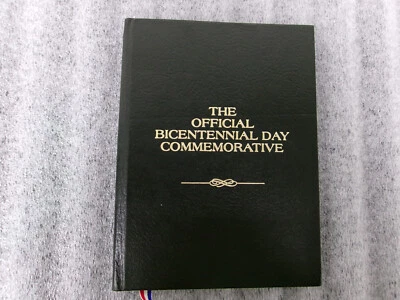 THE
OFFICIAL
BICENTENNIAL DAY
COMMEMORATIVE